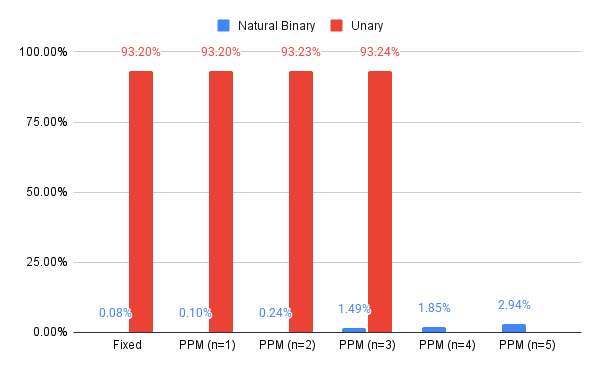 Natural Binary Unary
100.00%
93.20% 93.20% 93.23% 93.24%
75.00%
50.00%
25.00%
0.08% 0.10% 0.24% 1.49% 1.85% 2.94%
0.00%
Fixed PPM (n=1) PPM (n=2) PPM (n=3) PPM (n=4) PPM (n=5)